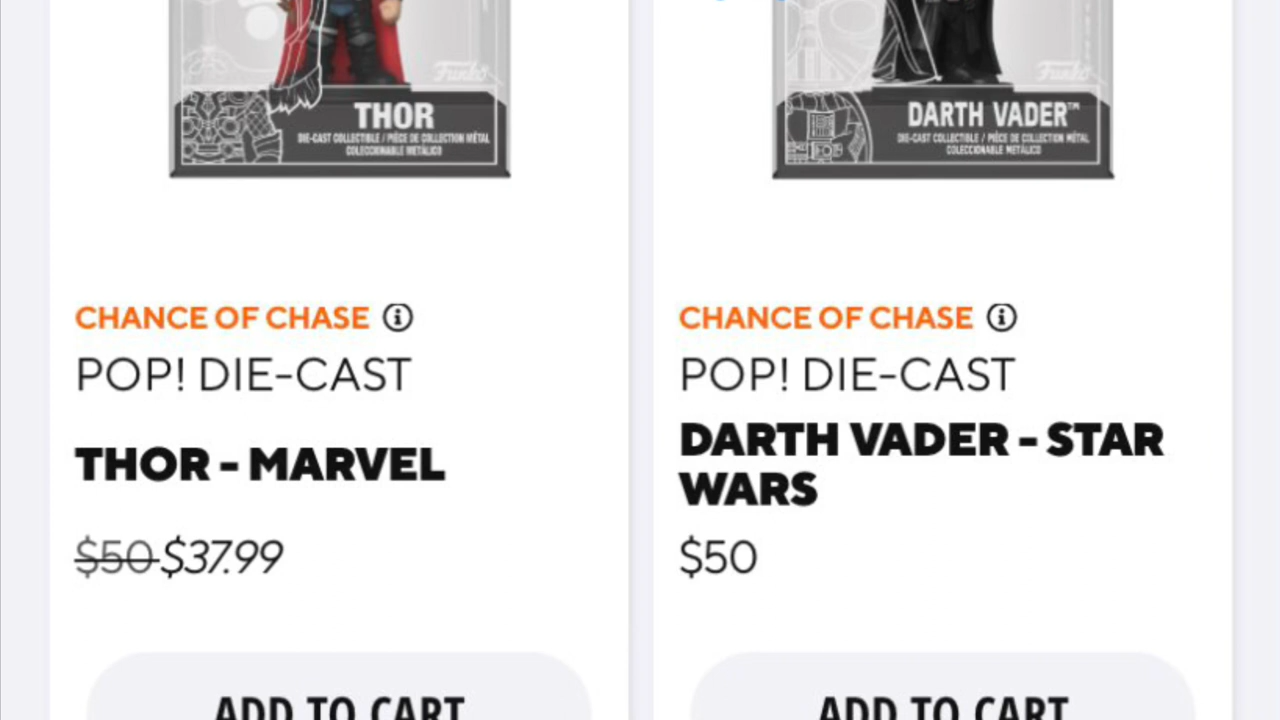 Funko
THOR
DIE-CAST COLLECTIBLE / PIÈCE DE COLLECTION MÉTAL
COLECCIONABLE METÁLICO
CHANCE OF CHASE
POP! DIE-CAST
THOR - MARVEL
$50 $37.99
ADD TO CART
Funko
DARTH VADER™
DIE-CAST COLLECTIBLE / PIÈCE DE COLLECTION MÉTAL
COLECCIONABLE METÁLICO
CHANCE OF CHASE
POP! DIE-CAST
DARTH VADER - STAR
WARS
$50
ADD TO CART